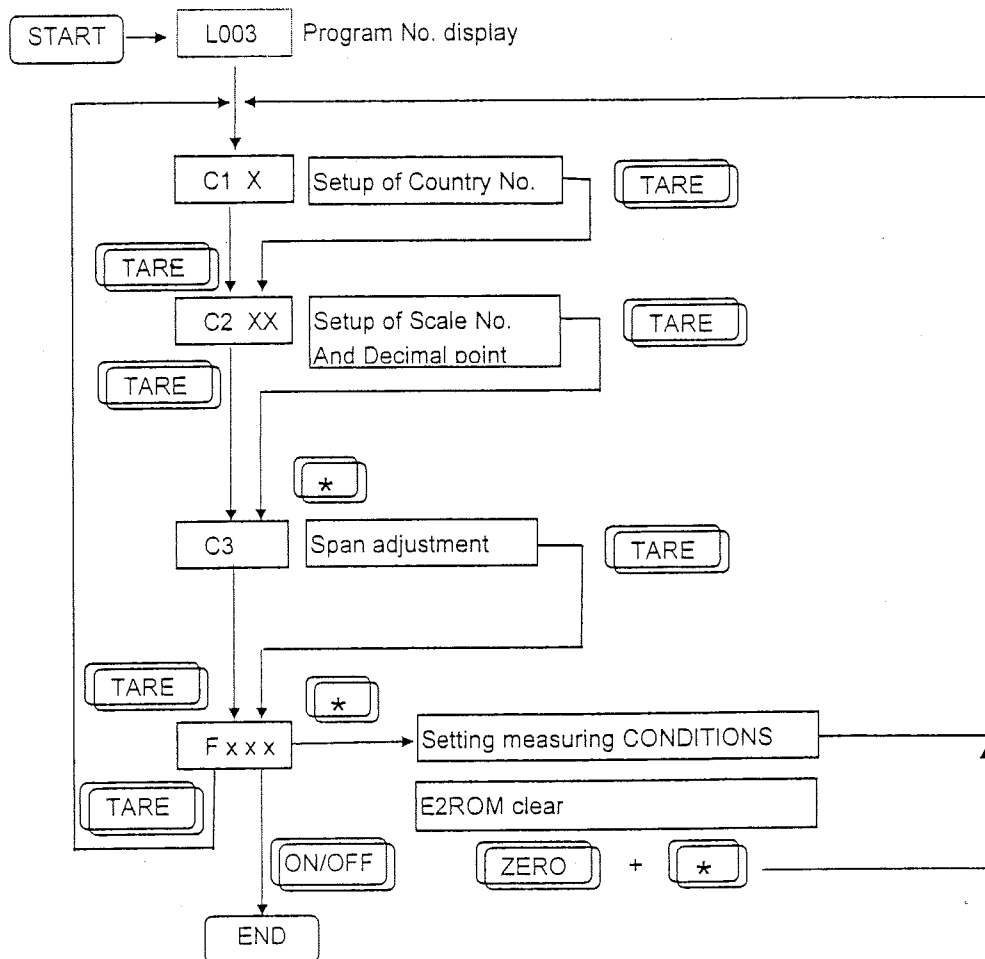 START
L003
Program No. display
C1 X
Setup of Country No.
TARE
TARE
C2 XX
Setup of Scale No.
And Decimal point
TARE
TARE
*
C3
Span adjustment
TARE
TARE
*
F x x x
Setting measuring CONDITIONS
TARE
E2ROM clear
ON/OFF
ZERO + *
END